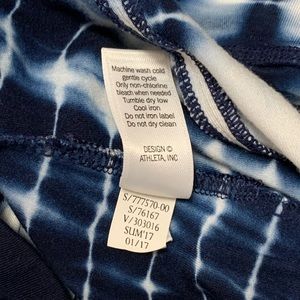 Machine wash cold
gentle cycle
Only non-chlorine
bleach when needed
Tumble dry low
Cool iron
Do not iron label
Do not dry clean
DESIGN ©
ATHLETA, INC
S/777570-00
S/76167
V/303016
SUM'17
01/17